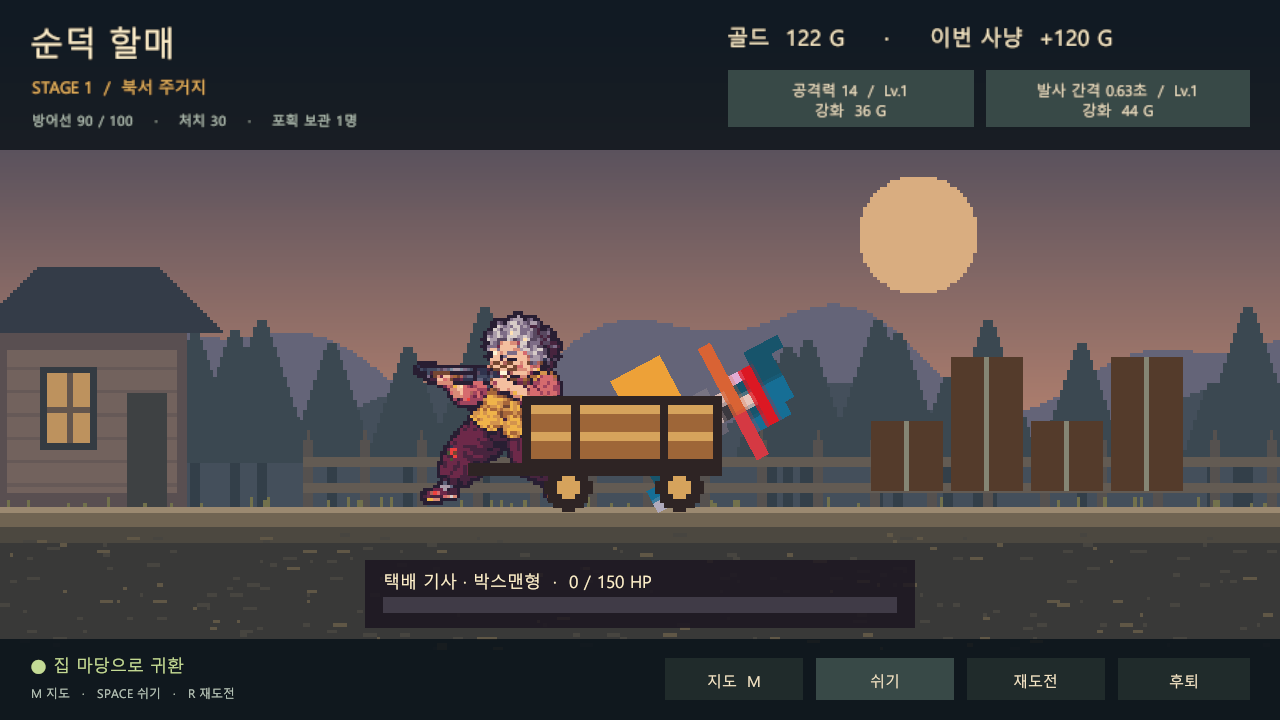 순덕 할매
STAGE 1 / 북서 주거지
방어선 90 / 100 · 처치 30 · 포획 보관 1명
골드 122 G · 이번 사냥 +120 G
공격력 14 / Lv.1
강화 36 G
발사 간격 0.63초 / Lv.1
강화 44 G
택배 기사 · 박스맨형 · 0 / 150 HP
집 마당으로 귀환
M 지도 · SPACE 쉬기 · R 재도전
지도 M
쉬기
재도전
후퇴